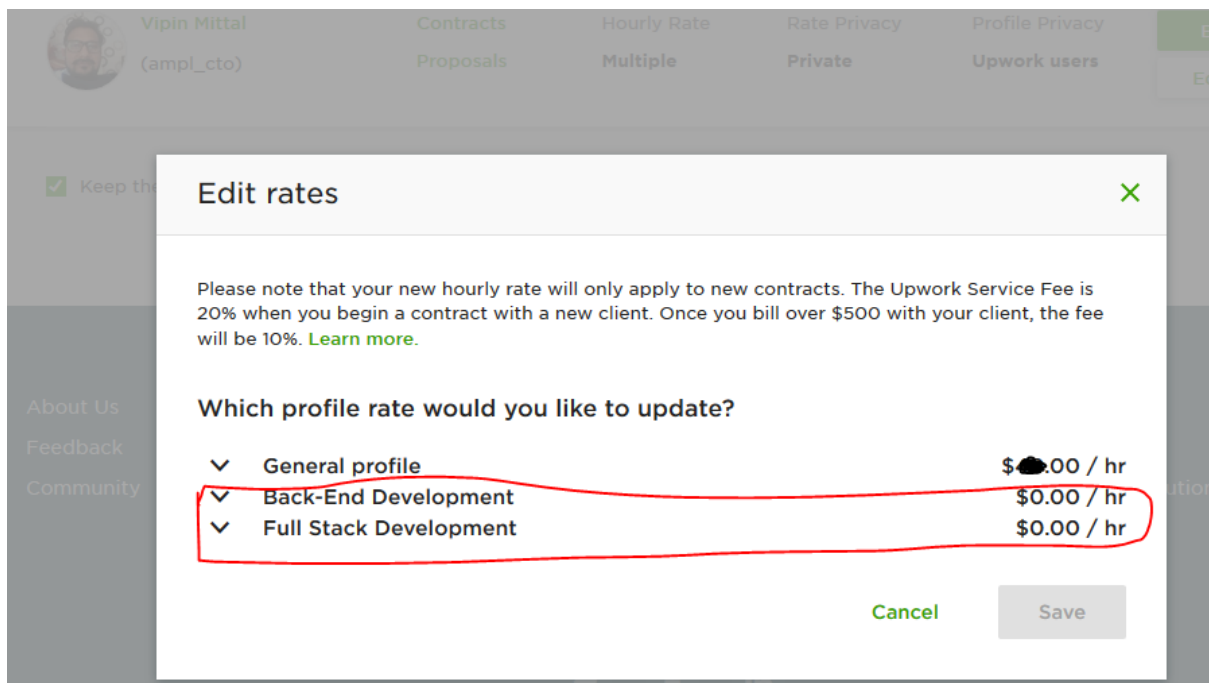 Vipin Mittal Contracts Hourly Rate Rate Privacy Profile Privacy
(ampl_cto) Proposals Multiple Private Upwork users
Keep the
Edit rates
Please note that your new hourly rate will only apply to new contracts. The Upwork Service Fee is
20% when you begin a contract with a new client. Once you bill over $500 with your client, the fee
will be 10%. Learn more.
About Us
Which profile rate would you like to update?
Feedback
General profile $ .00 / hr
Community
Back-End Development $0.00 / hr
Full Stack Development $0.00 / hr
Cancel Save